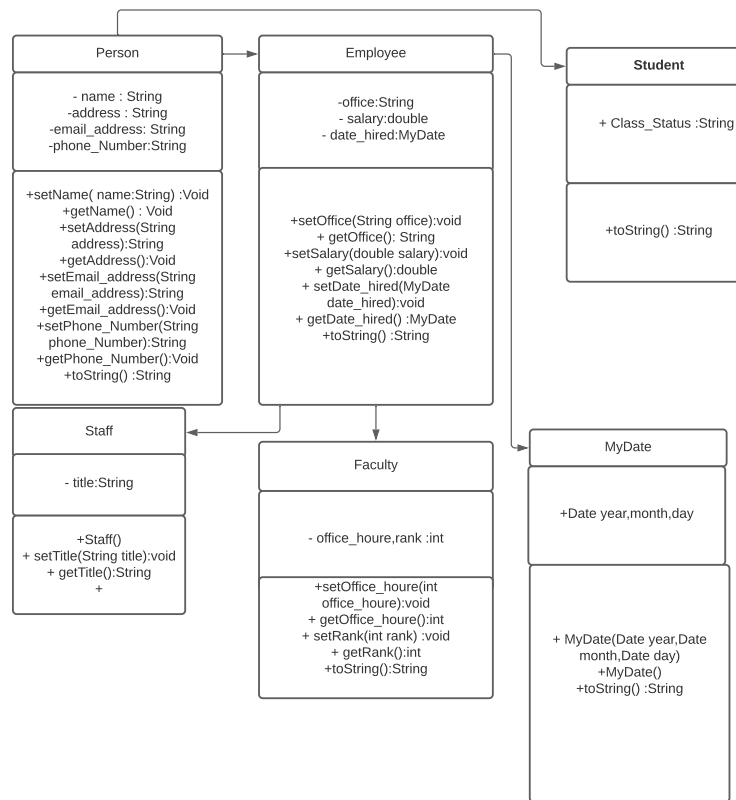 Person
- name : String
-address : String
-email_address: String
-phone_Number:String
+setName( name:String) :Void
+getName() : Void
+setAddress(String
address):String
+getAddress():Void
+setEmail_address(String
email_address):String
+getEmail_address():Void
+setPhone_Number(String
phone_Number):String
+getPhone_Number():Void
+toString() :String
Employee
-office:String
- salary:double
- date_hired:MyDate
+setOffice(String office):void
+ getOffice(): String
+setSalary(double salary):void
+ getSalary():double
+ setDate_hired(MyDate
date_hired):void
+ getDate_hired() :MyDate
+toString() :String
Student
+ Class_Status :String
+toString() :String
Staff
- title:String
+Staff()
+ setTitle(String title):void
+ getTitle():String
+
Faculty
- office_houre,rank :int
+setOffice_houre(int
office_houre):void
+ getOffice_houre():int
+ setRank(int rank) :void
+ getRank():int
+toString():String
MyDate
+Date year,month,day
+ MyDate(Date year,Date
month,Date day)
+MyDate()
+toString() :String